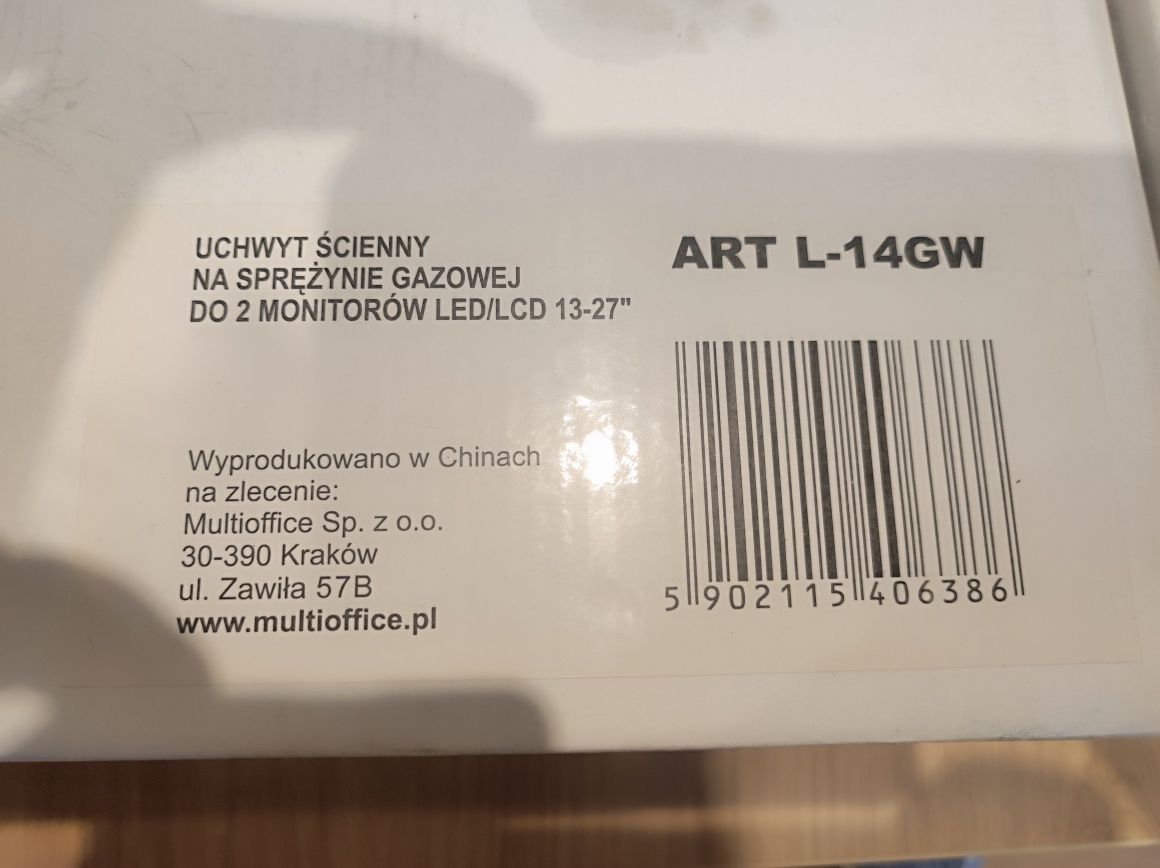 UCHWYT ŚCIENNY
NA SPRĘŻYNIE GAZOWEJ
DO 2 MONITORÓW LED/LCD 13-27"
ART L-14GW
Wyprodukowano w Chinach
na zlecenie:
Multioffice Sp. z o.o.
30-390 Kraków
ul. Zawiła 57B
www.multioffice.pl
5 902115 406386